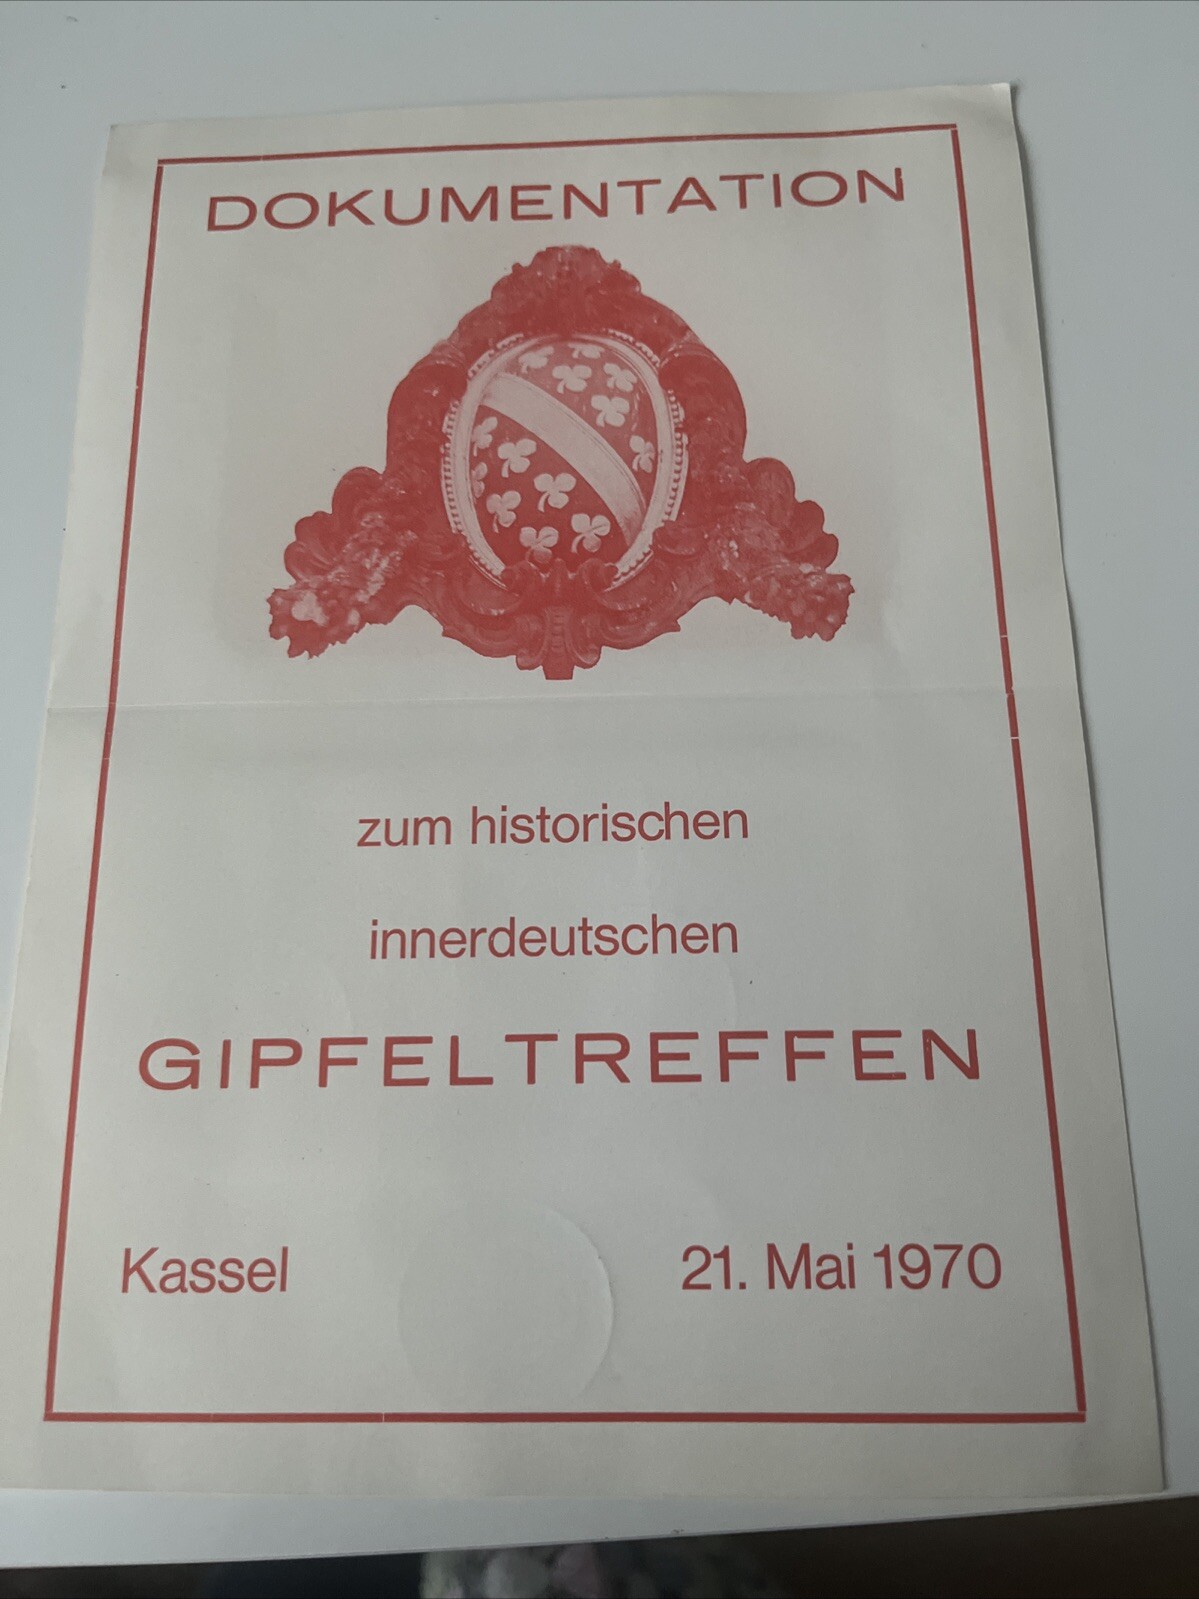 DOKUMENTATION
zum historischen
innerdeutschen
GIPFELTREFFEN
Kassel 21. Mai 1970